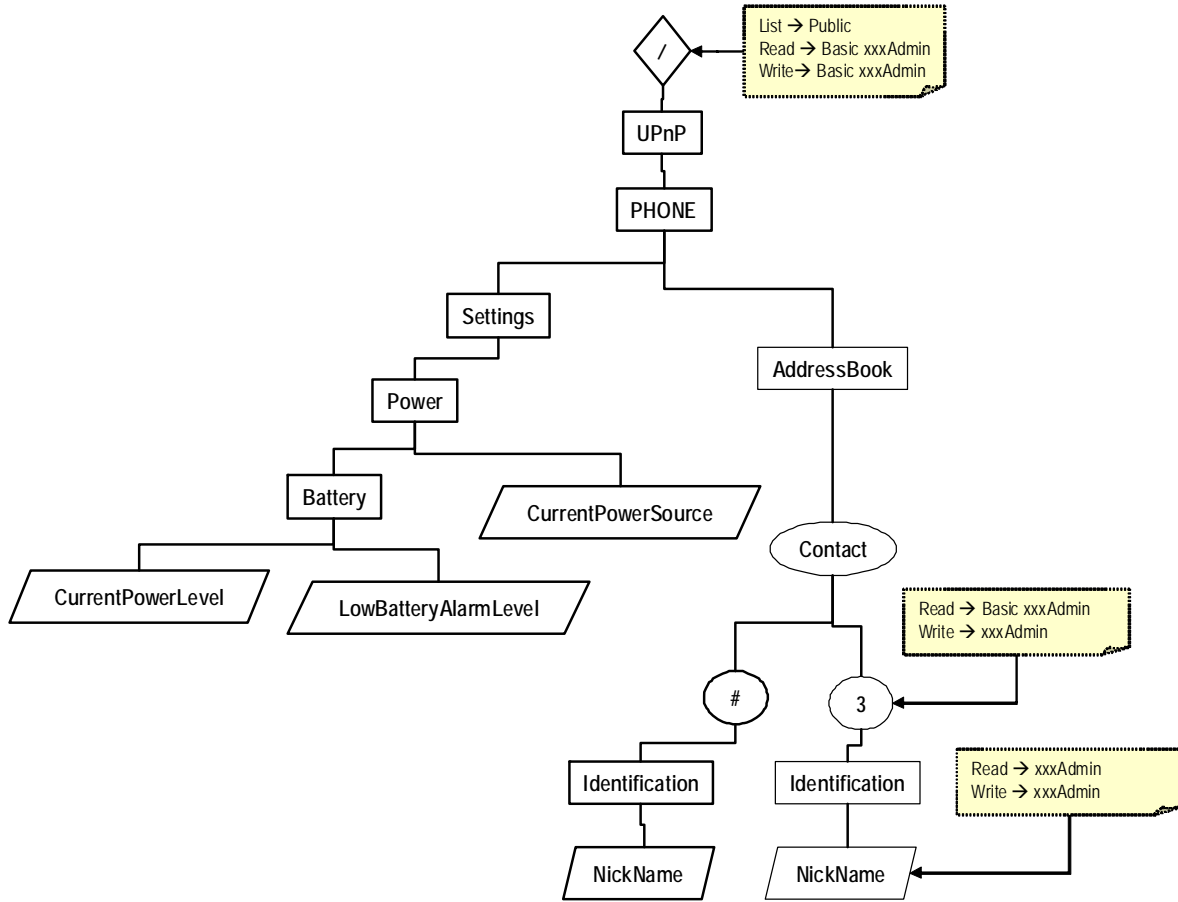 /
List → Public
Read → Basic xxxAdmin
Write→ Basic xxxAdmin
UPnP
PHONE
Settings
AddressBook
Power
Battery
CurrentPowerSource
Contact
CurrentPowerLevel
LowBatteryAlarmLevel
Read → Basic xxxAdmin
Write → xxxAdmin
#
3
Identification
Identification
Read → xxxAdmin
Write → xxxAdmin
NickName
NickName